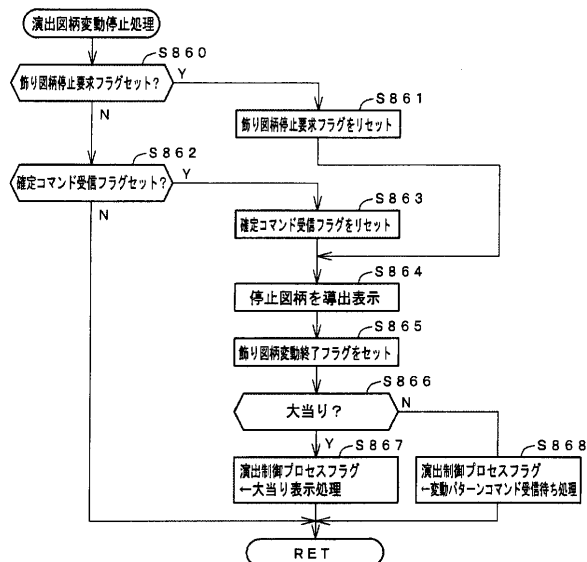 演出図柄変動停止処理
S860
飾り図柄停止要求フラグセット?
Y
N
S861
飾り図柄停止要求フラグをリセット
S862
確定コマンド受信フラグセット?
Y
N
S863
確定コマンド受信フラグをリセット
S864
停止図柄を導出表示
S865
飾り図柄変動終了フラグをセット
S866
大当り?
N
Y
S867
演出制御プロセスフラグ
←大当り表示処理
S868
演出制御プロセスフラグ
←変動パターンコマンド受信待ち処理
RET